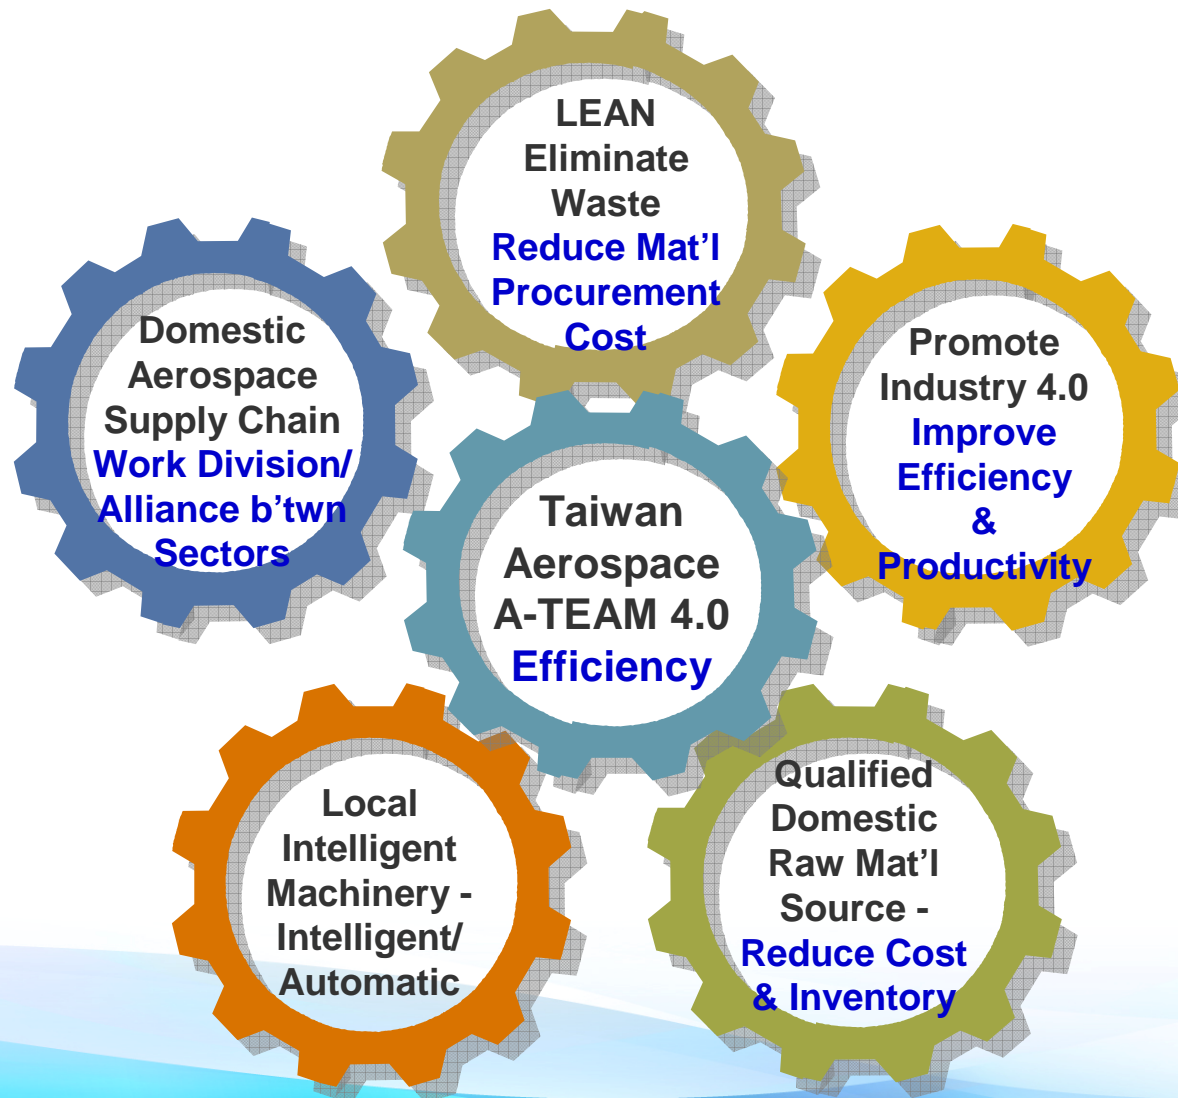 LEAN
Eliminate
Waste
Reduce Mat'l
Procurement
Cost
Domestic
Aerospace
Supply Chain
Work Division/
Alliance b'twn
Sectors
Promote
Industry 4.0
Improve
Efficiency
&
Productivity
Taiwan
Aerospace
A-TEAM 4.0
Efficiency
Local
Intelligent
Machinery -
Intelligent/
Automatic
Qualified
Domestic
Raw Mat'l
Source -
Reduce Cost
& Inventory